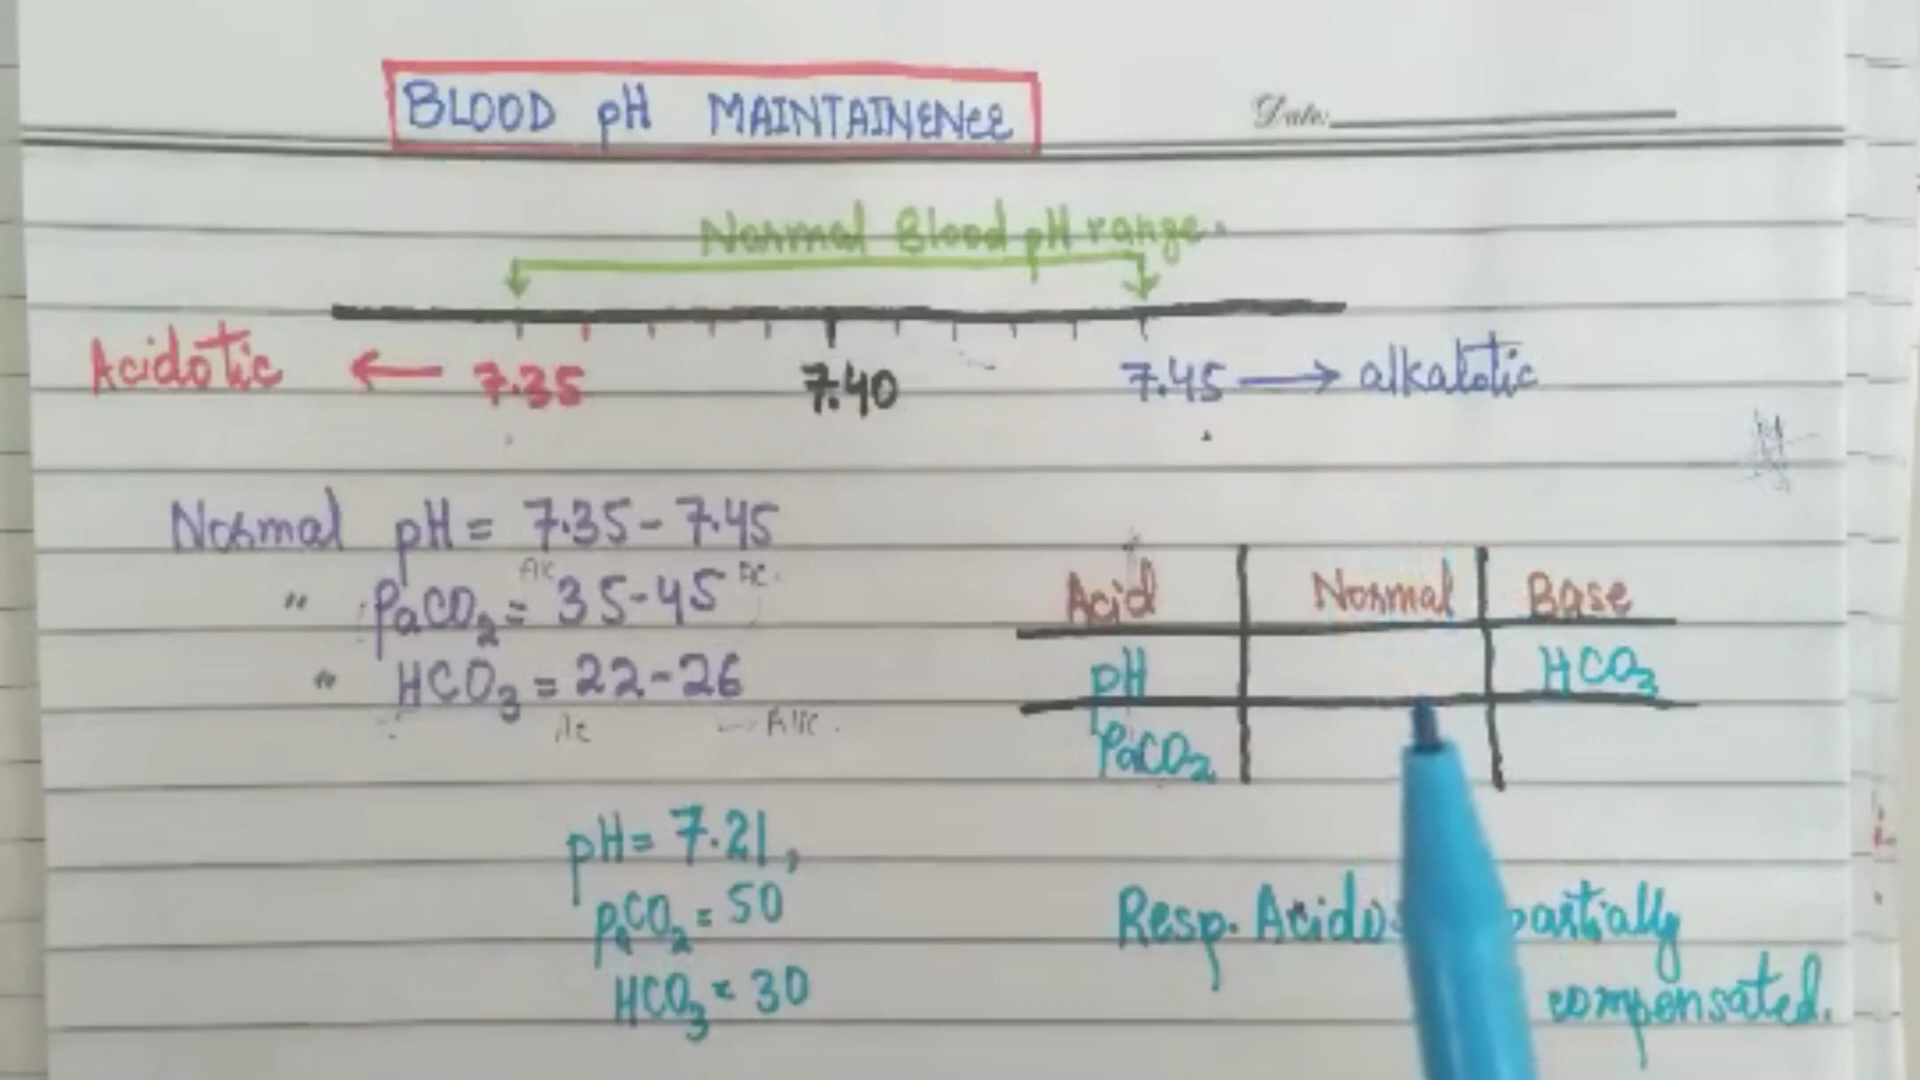 BLOOD pH MAINTAINENCE
Date:
Normal Blood pH range.
Acidotic ← 7.35 7.40 7.45 → alkalotic
Normal pH = 7.35-7.45
" PaCO2 = 35-45
" HCO3 = 22-26
Acid Normal Base
pH HCO3
PaCO2
pH = 7.21,
PaCO2 = 50
HCO3 = 30
Resp. partially
compensated.